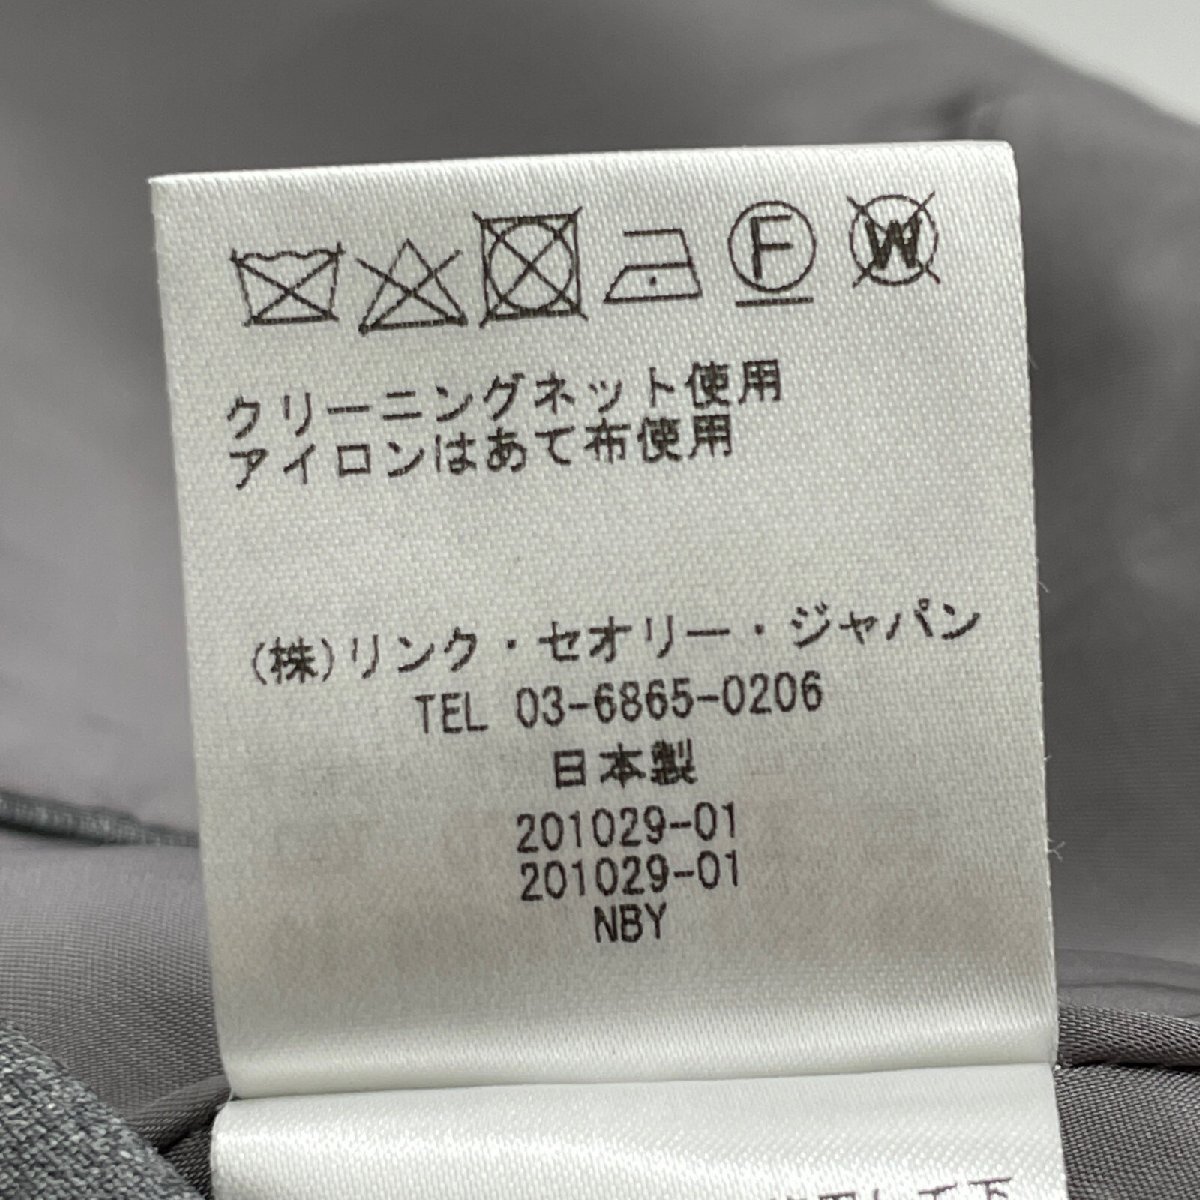 F W
クリーニングネット使用
アイロンはあて布使用
(株)リンク・セオリー・ジャパン
TEL 03-6865-0206
日本製
201029-01
201029-01
NBY